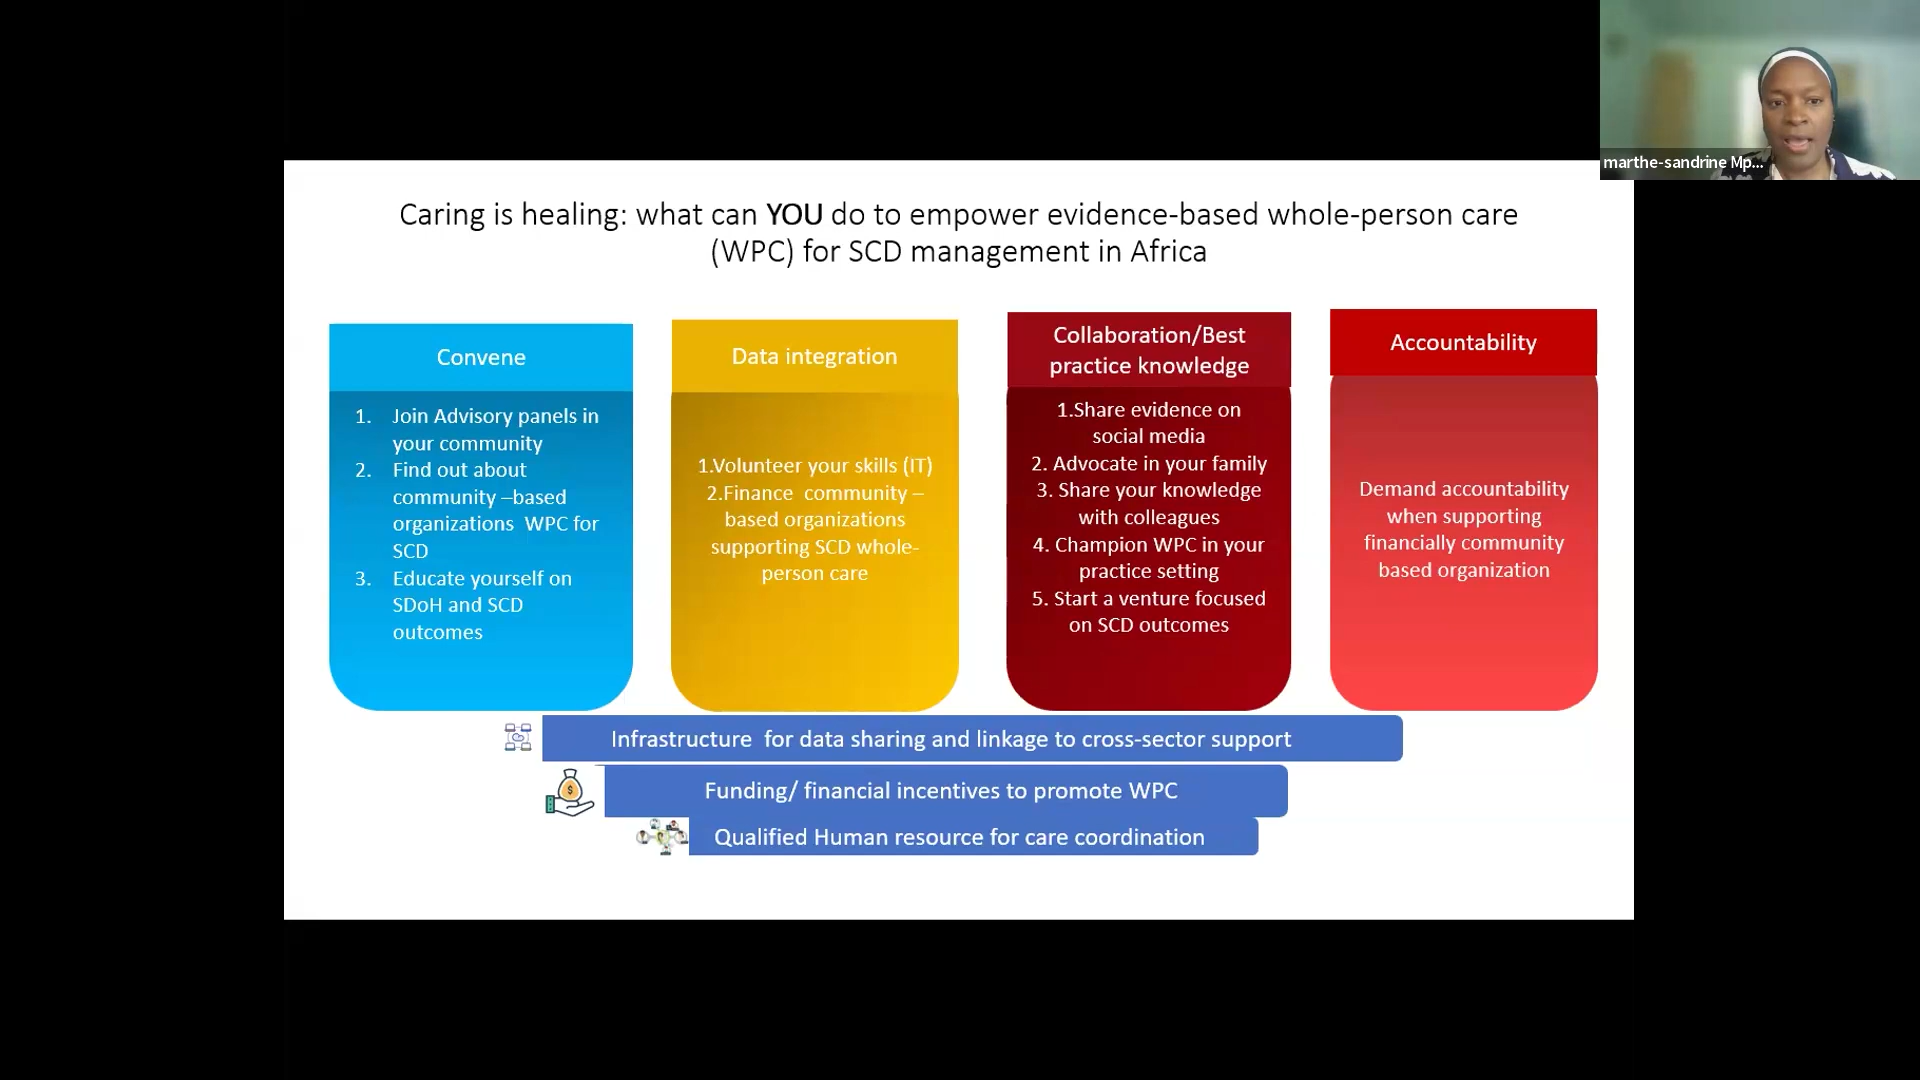 marthe-sandrine Mp...
Caring is healing: what can YOU do to empower evidence-based whole-person care
(WPC) for SCD management in Africa
Convene
1. Join Advisory panels in
your community
2. Find out about
community –based
organizations WPC for
SCD
3. Educate yourself on
SDoH and SCD
outcomes
Data integration
1.Volunteer your skills (IT)
2.Finance community –
based organizations
supporting SCD whole-
person care
Collaboration/Best
practice knowledge
1.Share evidence on
social media
2. Advocate in your family
3. Share your knowledge
with colleagues
4. Champion WPC in your
practice setting
5. Start a venture focused
on SCD outcomes
Accountability
Demand accountability
when supporting
financially community
based organization
Infrastructure for data sharing and linkage to cross-sector support
Funding/ financial incentives to promote WPC
Qualified Human resource for care coordination